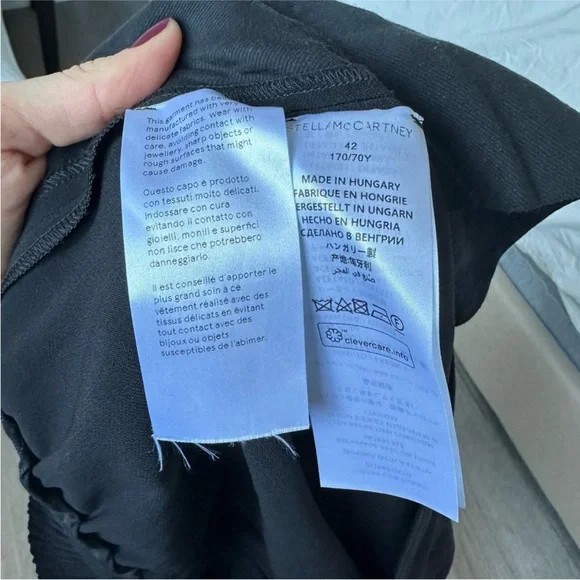 This garment has been
manufactured with very
delicate fabrics. Wear with
care, avoiding contact with
jewellery, sharp objects or
rough surfaces that might
cause damage.
Questo capo è prodotto
con tessuti molto delicati.
Indossare con cura
evitando il contatto con
gioielli, monili e superfici
non lisce che potrebbero
danneggiarlo.
Il est conseillé d'apporter le
plus grand soin à ce
vêtement réalisé avec des
tissus délicats en évitant
tout contact avec des
bijoux ou objets
susceptibles de l'abimer.
STELLA McCARTNEY
42
170/70Y
MADE IN HUNGARY
FABRIQUE EN HONGRIE
ERGESTELLT IN UNGARN
HECHO EN HUNGRIA
СДЕЛАНО В ВЕНГРИИ
ハンガリー製
产地:匈牙利
صنع في المجر
clevercare.info